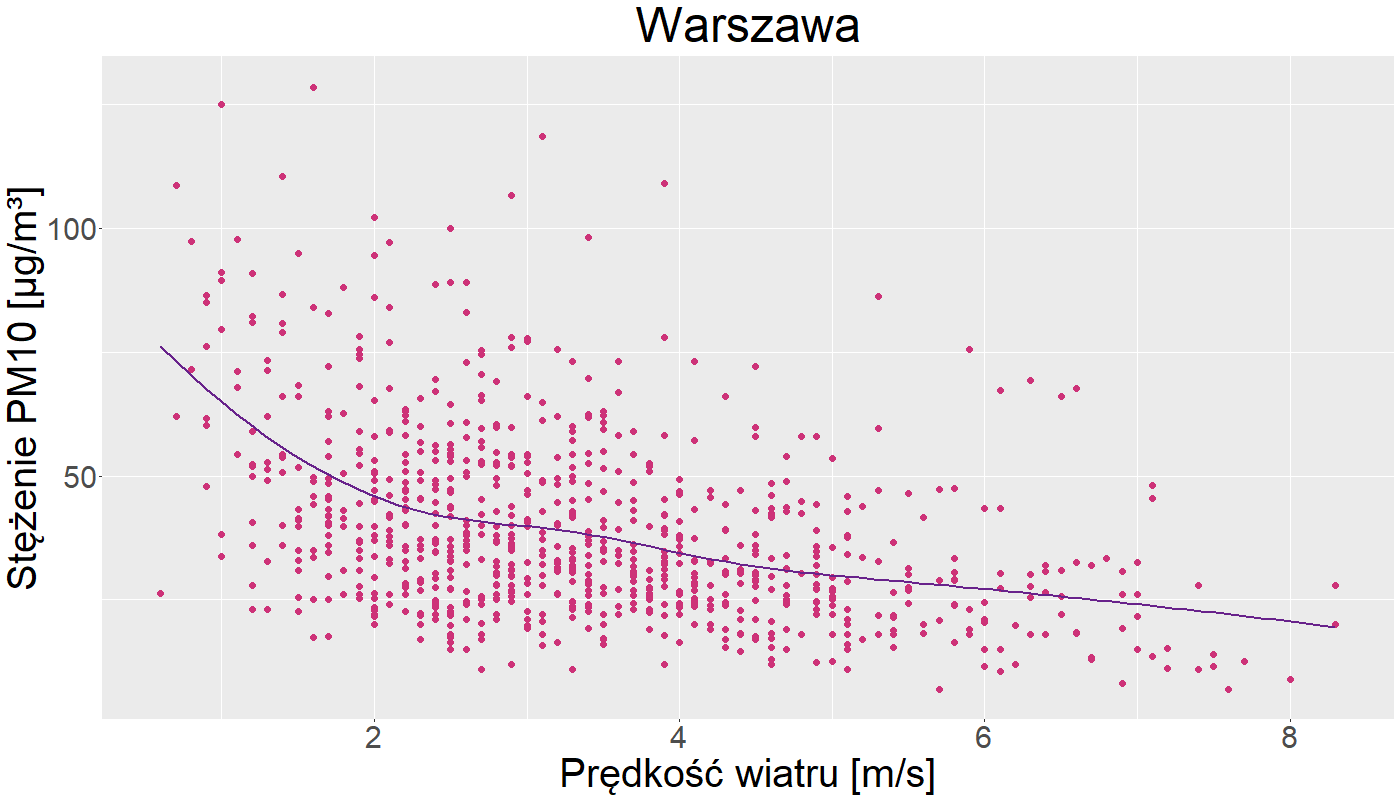 Warszawa
Stężenie PM10 [µg/m³]
100
50
2
4
6
8
Prędkość wiatru [m/s]